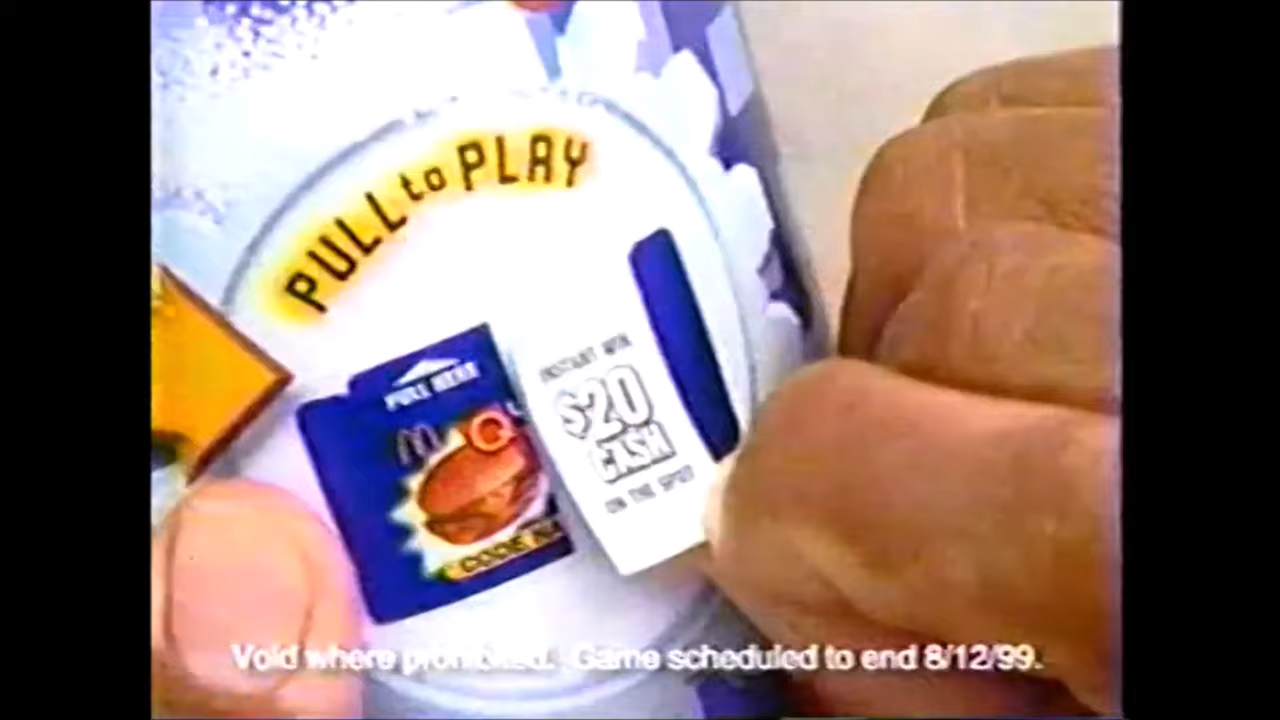 PULL to PLAY
PULL HERE
INSTANT WIN
$20
CASH
ON THE SPOT
Void where prohibited. Game scheduled to end 8/12/99.